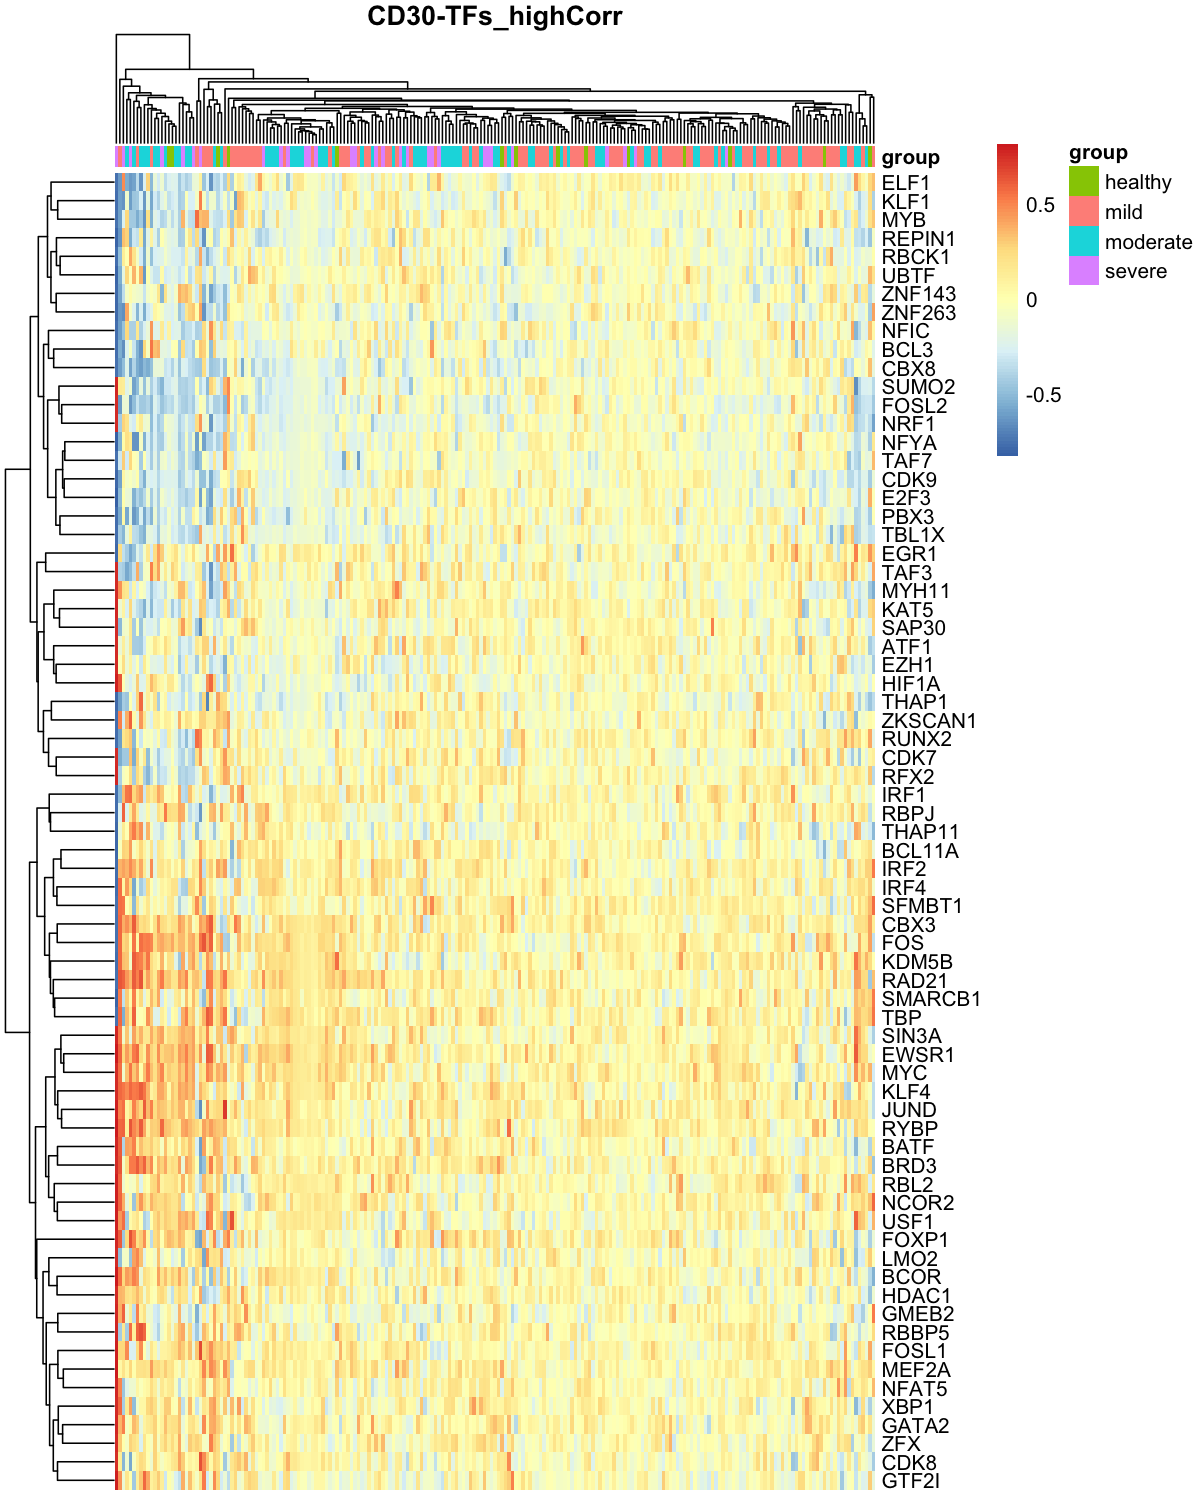 CD30-TFs_highCorr
group
ELF1
KLF1
MYB
REPIN1
RBCK1
UBTF
ZNF143
ZNF263
NFIC
BCL3
CBX8
SUMO2
FOSL2
NRF1
NFYA
TAF7
CDK9
E2F3
PBX3
TBL1X
EGR1
TAF3
MYH11
KAT5
SAP30
ATF1
EZH1
HIF1A
THAP1
ZKSCAN1
RUNX2
CDK7
RFX2
IRF1
RBPJ
THAP11
BCL11A
IRF2
IRF4
SFMBT1
CBX3
FOS
KDM5B
RAD21
SMARCB1
TBP
SIN3A
EWSR1
MYC
KLF4
JUND
RYBP
BATF
BRD3
RBL2
NCOR2
USF1
FOXP1
LMO2
BCOR
HDAC1
GMEB2
RBBP5
FOSL1
MEF2A
NFAT5
XBP1
GATA2
ZFX
CDK8
GTF2I
0.5
0
-0.5
group
healthy
mild
moderate
severe